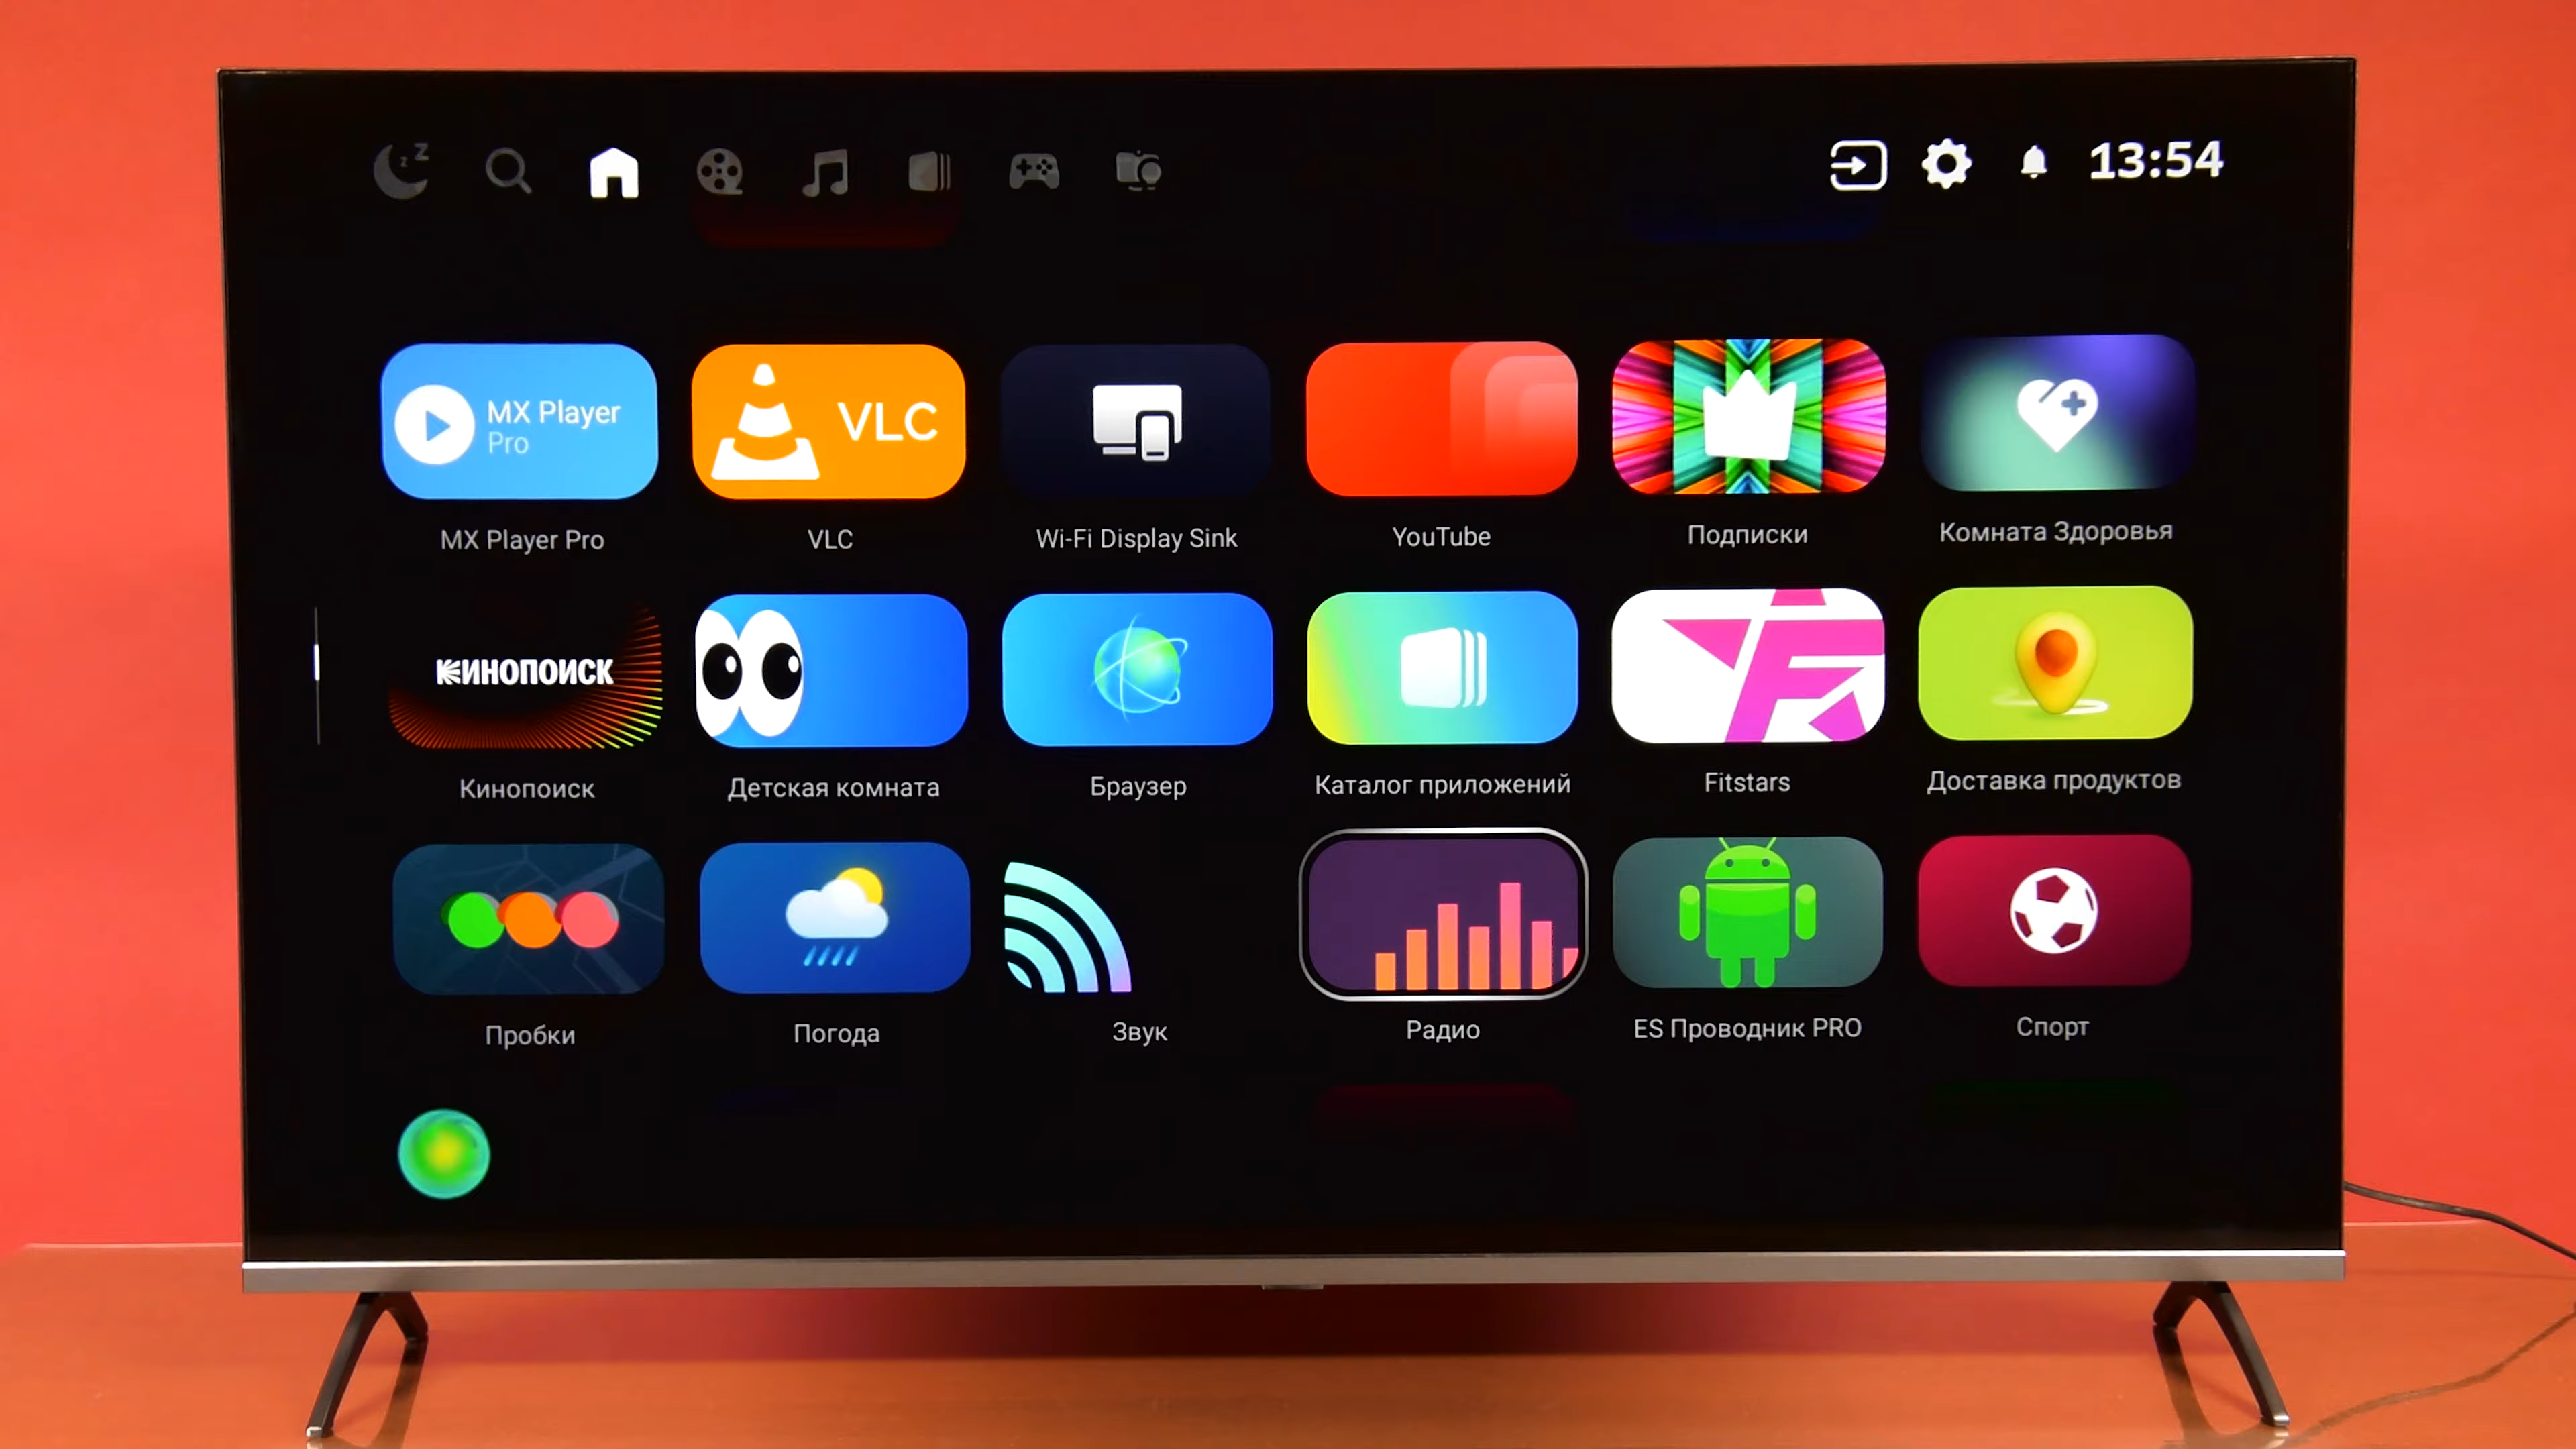 13:54
MX Player
Pro
VLC
MX Player Pro
VLC
Wi-Fi Display Sink
YouTube
Подписки
Комната Здоровья
КИНОПОИСК
Кинопоиск
Детская комната
Браузер
Каталог приложений
Fitstars
Доставка продуктов
Пробки
Погода
Звук
Радио
ES Проводник PRO
Спорт